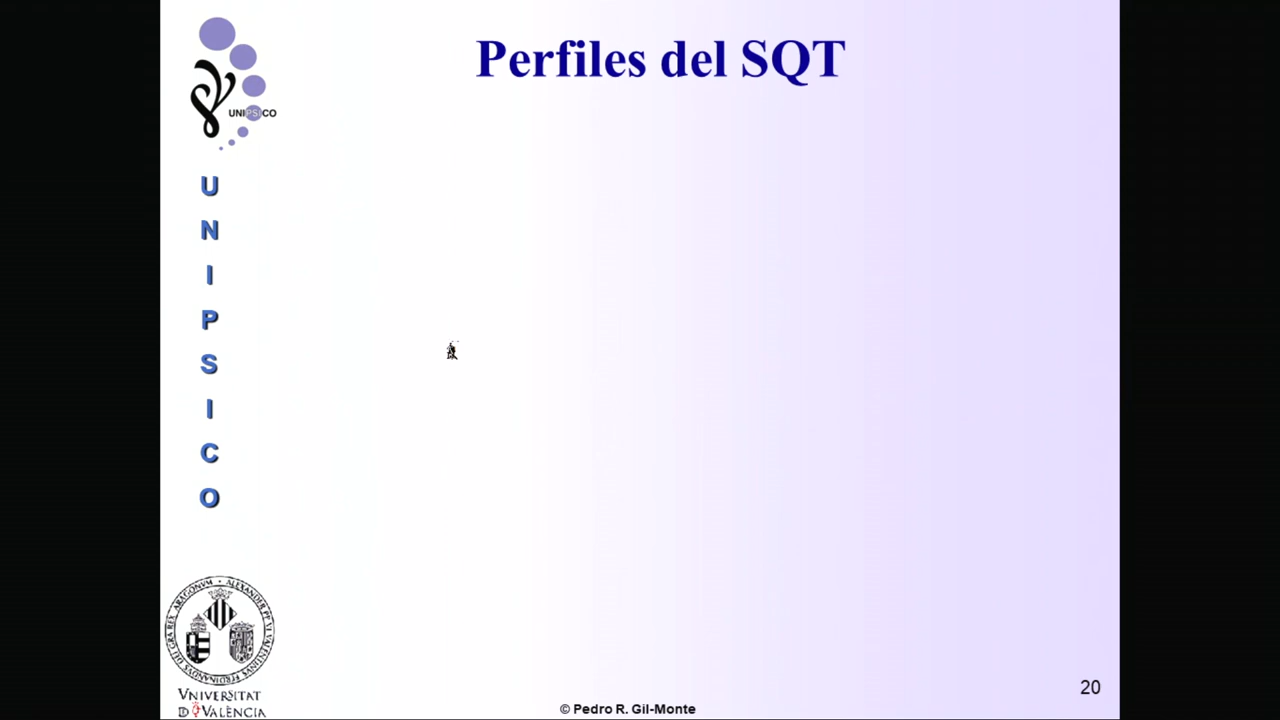 Perfiles del SQT
UNIPSICO
U
N
I
P
S
I
C
O
VNIVERSITAT
D VALÈNCIA
© Pedro R. Gil-Monte
20